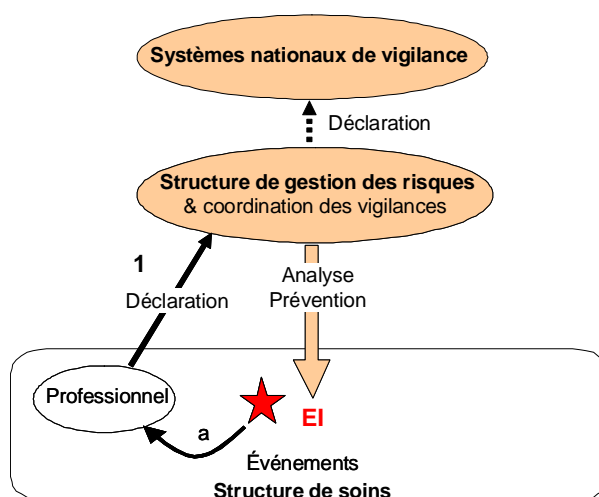 Systèmes nationaux de vigilance
Déclaration
Structure de gestion des risques
& coordination des vigilances
1
Déclaration
Analyse
Prévention
Professionnel
a
EI
Événements
Structure de soins